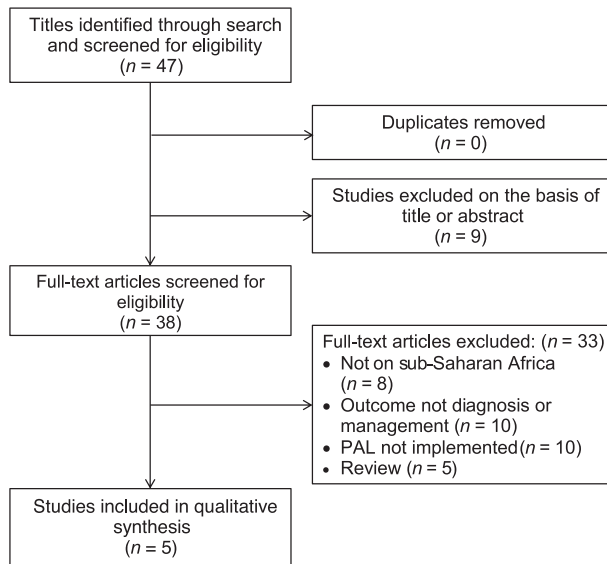 Titles identified through search
and screened for eligibility
(n = 47)
Duplicates removed
(n = 0)
Studies excluded on the basis of
title or abstract
(n = 9)
Full-text articles screened for
eligibility
(n = 38)
Full-text articles excluded: (n = 33)
• Not on sub-Saharan Africa
(n = 8)
• Outcome not diagnosis or
management (n = 10)
• PAL not implemented (n = 10)
• Review (n = 5)
Studies included in qualitative
synthesis
(n = 5)